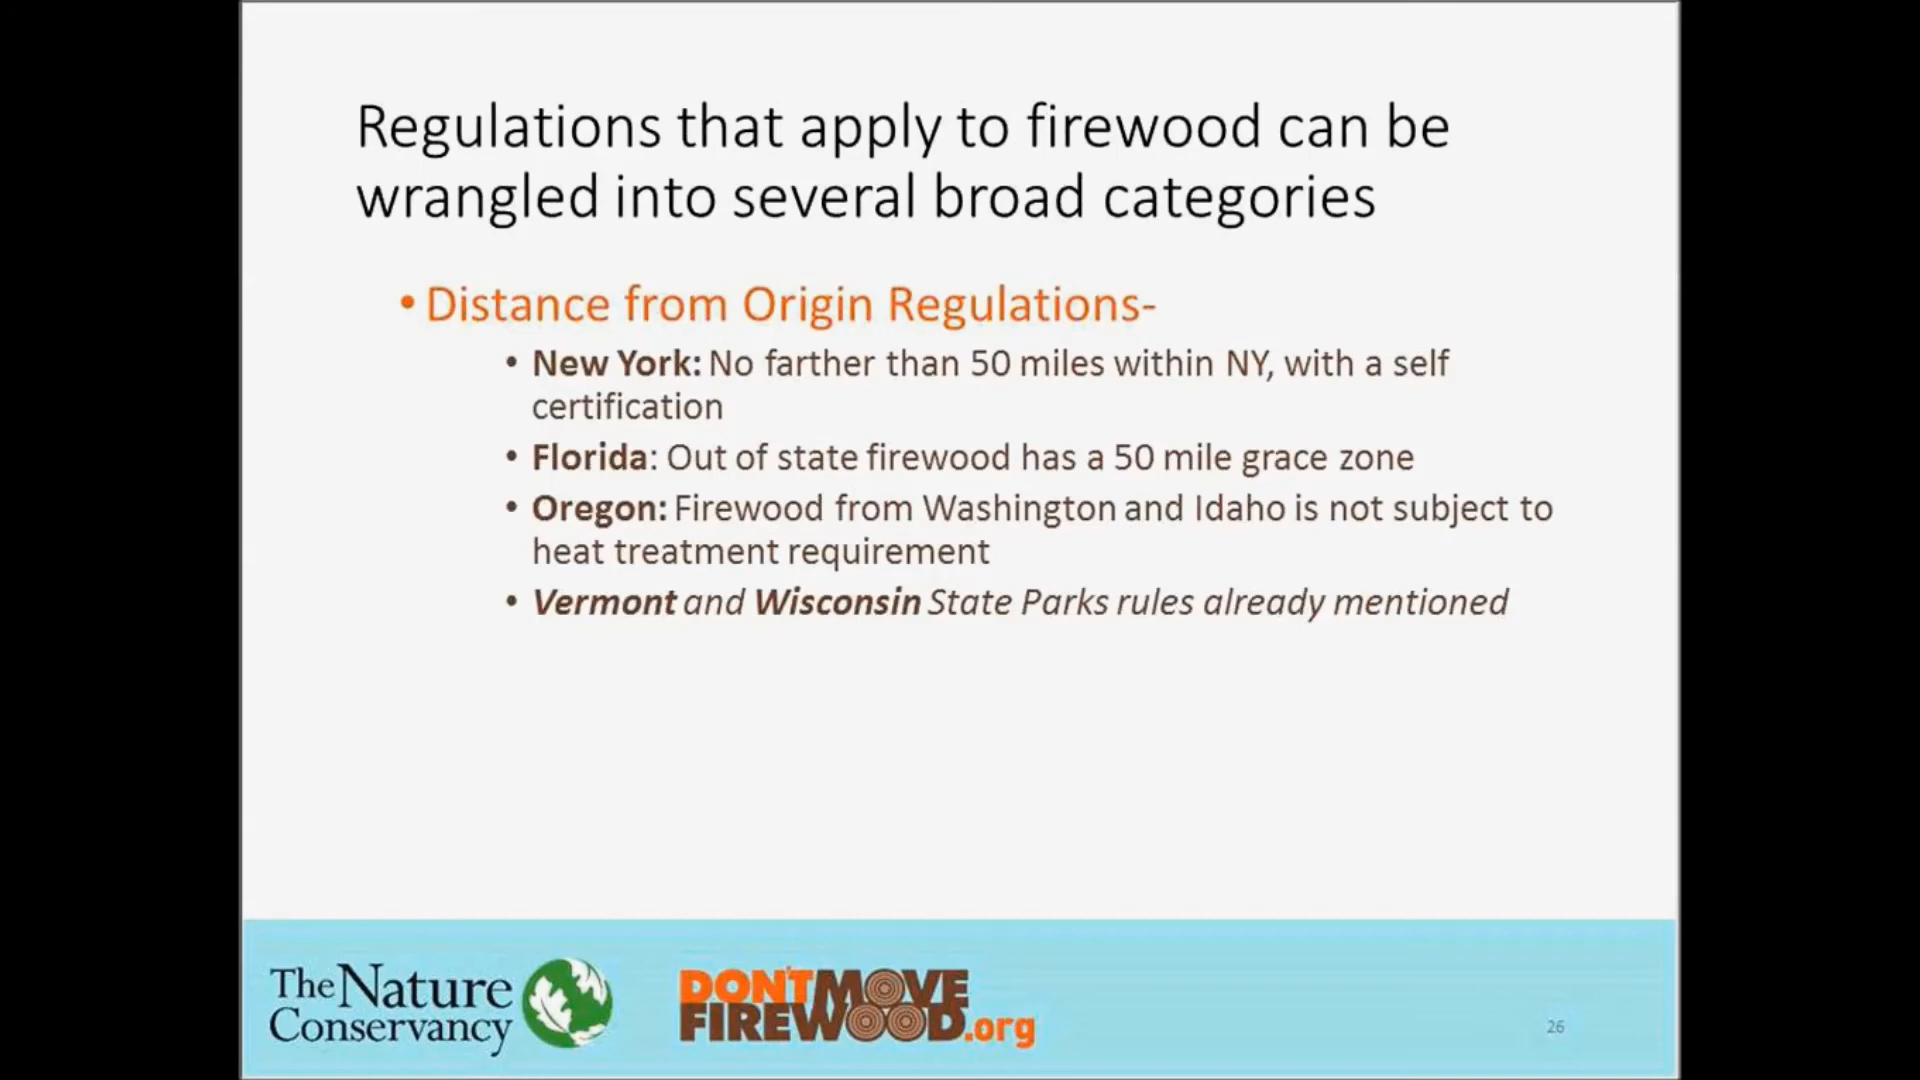 Regulations that apply to firewood can be
wrangled into several broad categories
• Distance from Origin Regulations-
• New York: No farther than 50 miles within NY, with a self
certification
• Florida: Out of state firewood has a 50 mile grace zone
• Oregon: Firewood from Washington and Idaho is not subject to
heat treatment requirement
• Vermont and Wisconsin State Parks rules already mentioned
The Nature
Conservancy
DON'T MOVE
FIREWOOD.org
26